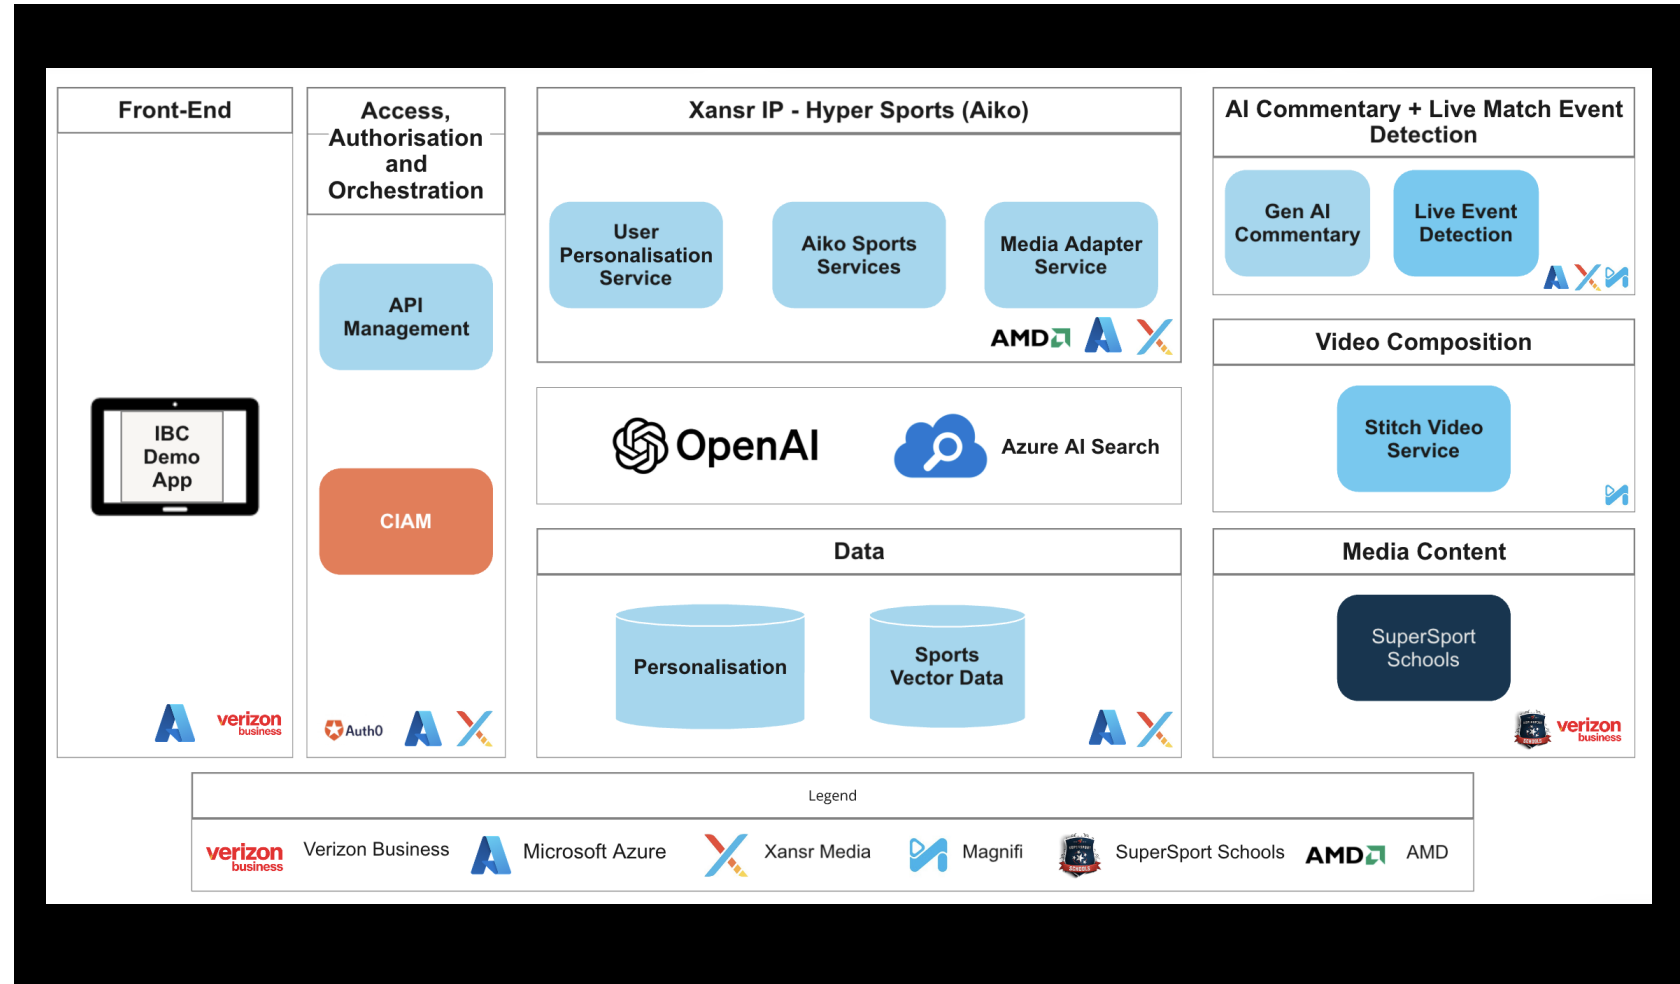 Front-End
IBC
Demo
App
verizon
business
Access,
Authorisation
and
Orchestration
API
Management
CIAM
Auth0
Xansr IP - Hyper Sports (Aiko)
User
Personalisation
Service
Aiko Sports
Services
Media Adapter
Service
AMD
OpenAI
Azure AI Search
Data
Personalisation
Sports
Vector Data
AI Commentary + Live Match Event
Detection
Gen AI
Commentary
Live Event
Detection
Video Composition
Stitch Video
Service
Media Content
SuperSport
Schools
SCHOOLS
verizon
business
Legend
verizon
business
Verizon Business
Microsoft Azure
Xansr Media
Magnifi
SCHOOLS
SuperSport Schools
AMD
AMD